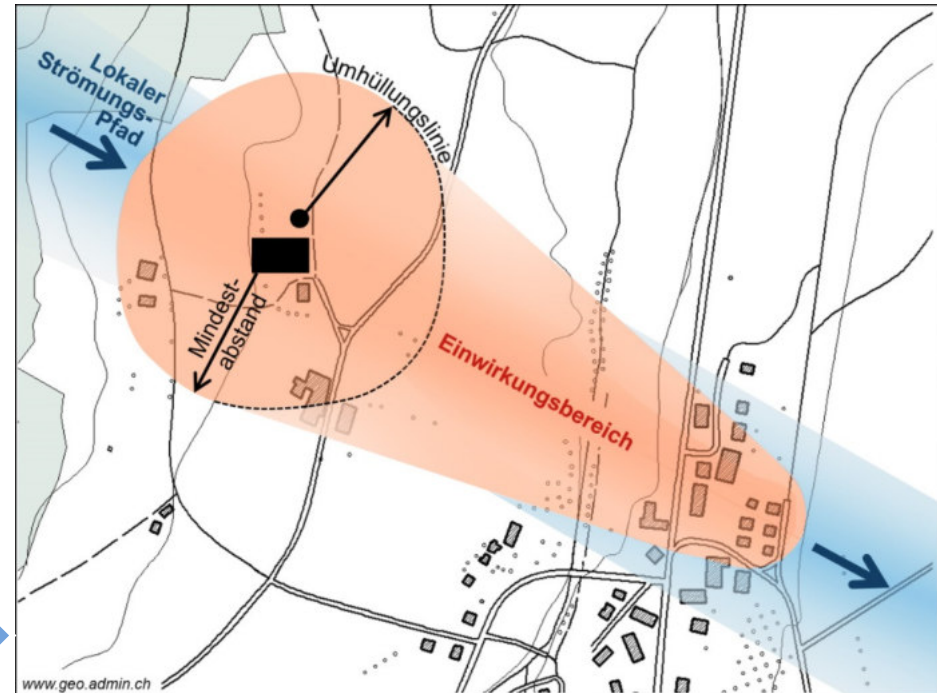 Lokaler
Strömungs-
Pfad
Umhüllungslinie
Mindest-
abstand
Einwirkungsbereich
www.geo.admin.ch